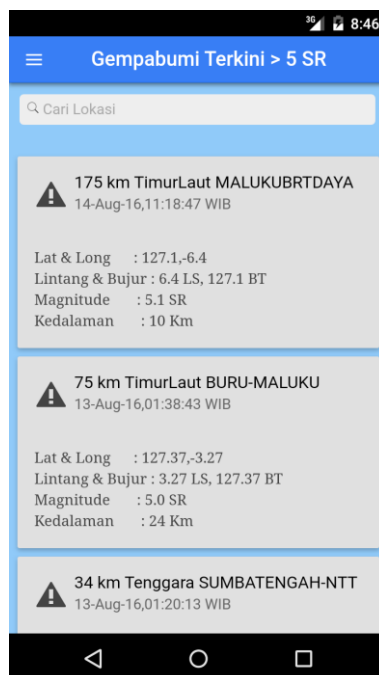 36 8:46
Gempabumi Terkini > 5 SR
Cari Lokasi
175 km TimurLaut MALUKUBRTDAYA
14-Aug-16,11:18:47 WIB
Lat & Long : 127.1,-6.4
Lintang & Bujur : 6.4 LS, 127.1 BT
Magnitude : 5.1 SR
Kedalaman : 10 Km
75 km TimurLaut BURU-MALUKU
13-Aug-16,01:38:43 WIB
Lat & Long : 127.37,-3.27
Lintang & Bujur : 3.27 LS, 127.37 BT
Magnitude : 5.0 SR
Kedalaman : 24 Km
34 km Tenggara SUMBATENGAH-NTT
13-Aug-16,01:20:13 WIB